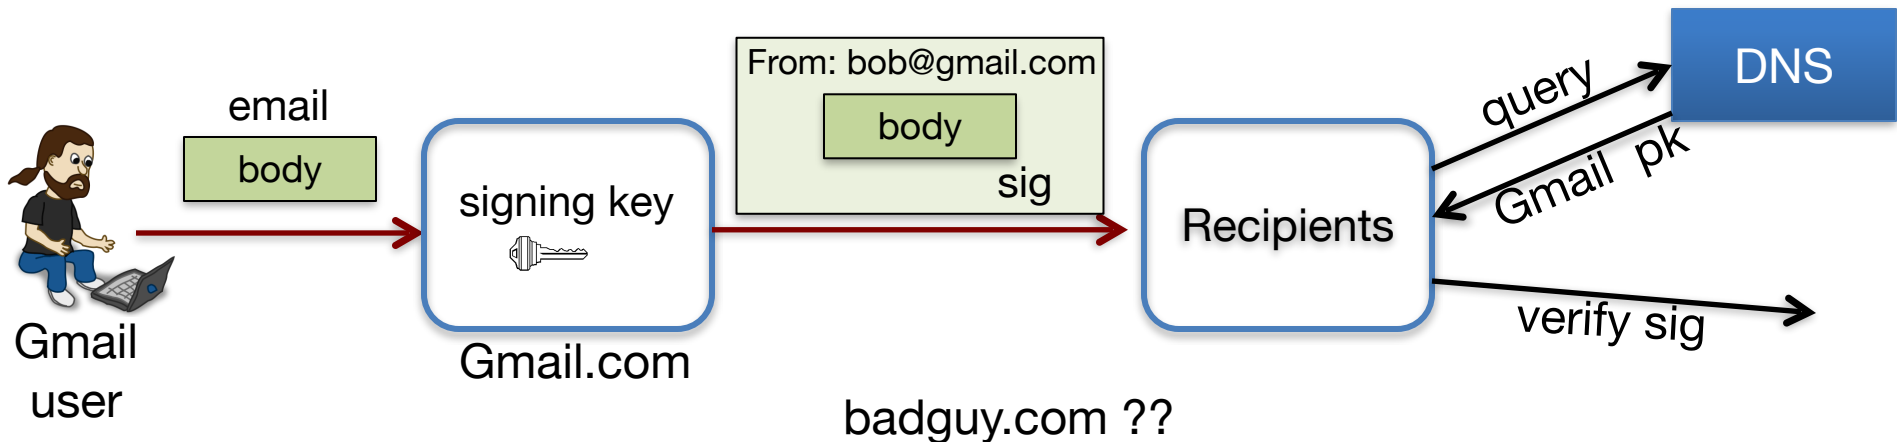 email
body
Gmail
user
signing key
Gmail.com
From: bob@gmail.com
body
sig
Recipients
query
DNS
Gmail pk
verify sig
badguy.com ??